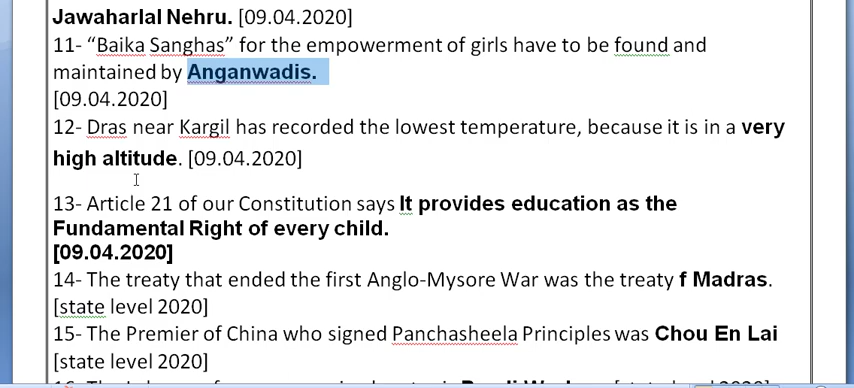 Jawaharlal Nehru. [09.04.2020]
11- “Baika Sanghas” for the empowerment of girls have to be found and
maintained by Anganwadis.
[09.04.2020]
12- Dras near Kargil has recorded the lowest temperature, because it is in a very
high altitude. [09.04.2020]
13- Article 21 of our Constitution says It provides education as the
Fundamental Right of every child.
[09.04.2020]
14- The treaty that ended the first Anglo-Mysore War was the treaty f Madras.
[state level 2020]
15- The Premier of China who signed Panchasheela Principles was Chou En Lai
[state level 2020]